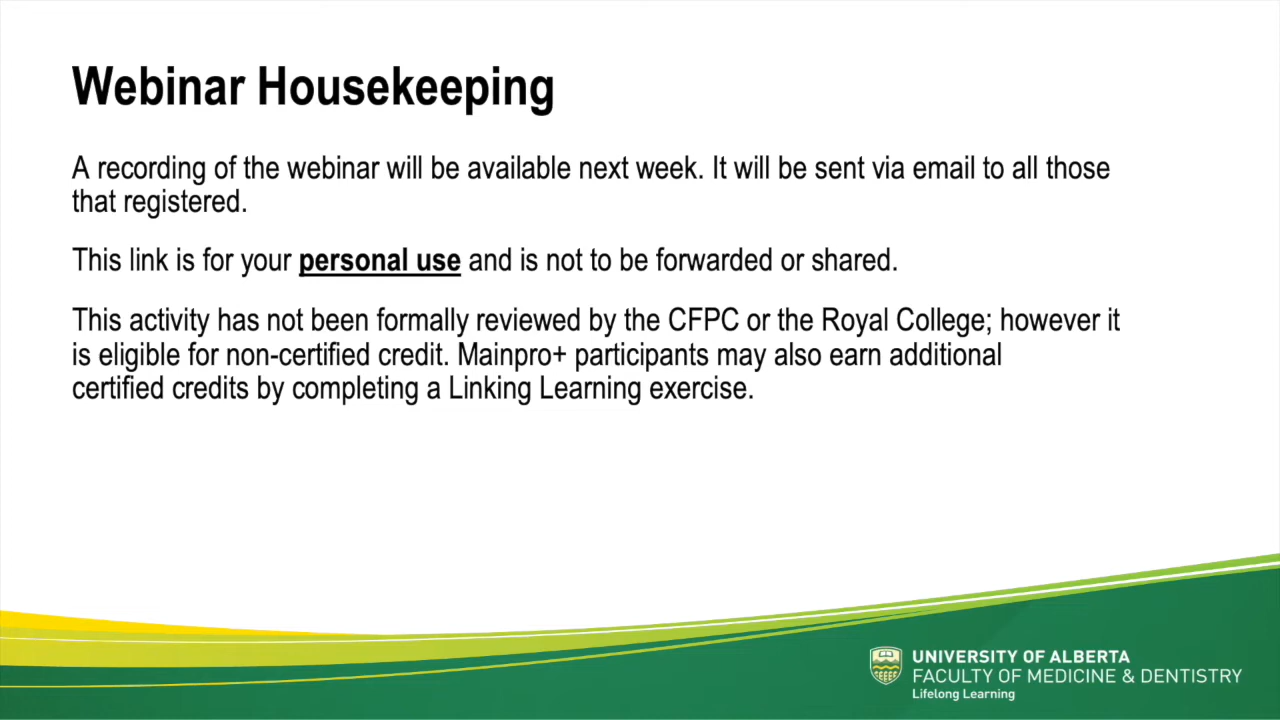 Webinar Housekeeping
A recording of the webinar will be available next week. It will be sent via email to all those
that registered.
This link is for your personal use and is not to be forwarded or shared.
This activity has not been formally reviewed by the CFPC or the Royal College; however it
is eligible for non-certified credit. Mainpro+ participants may also earn additional
certified credits by completing a Linking Learning exercise.
UNIVERSITY OF ALBERTA
FACULTY OF MEDICINE & DENTISTRY
Lifelong Learning